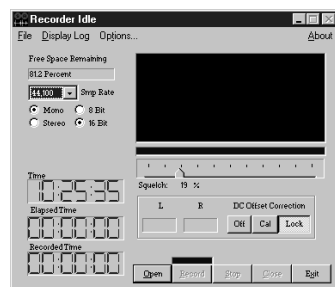 Recorder Idle
File Display Log Options... About
Free Space Remaining
81.2 Percent
44,100 Smp Rate
Mono 8 Bit
Stereo 16 Bit
Time
10:25:35
Squelch: 19 %
Elapsed Time
00:00:00
L R DC Offset Correction
Off Cal Lock
Recorded Time
00:00:00
Open Record Stop Close Exit